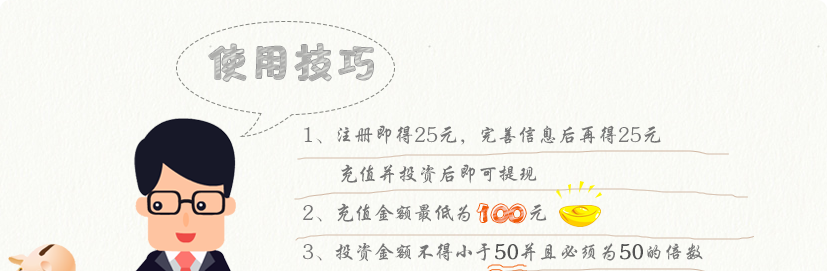 使用技巧
1、注册即得25元，完善信息后再得25元
充值并投资后即可提现
2、充值金额最低为100元
3、投资金额不得小于50并且必须为50的倍数